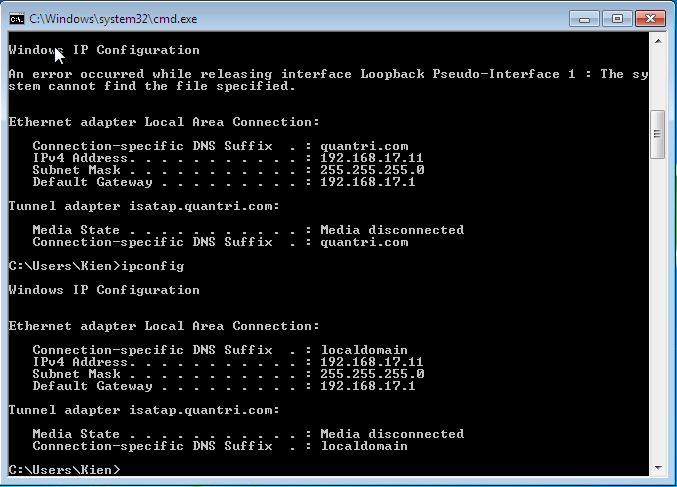 C:\Windows\system32\cmd.exe
Windows IP Configuration
An error occurred while releasing interface Loopback Pseudo-Interface 1 : The sy
stem cannot find the file specified.
Ethernet adapter Local Area Connection:
   Connection-specific DNS Suffix  . : quantri.com
   IPv4 Address. . . . . . . . . . . : 192.168.17.11
   Subnet Mask . . . . . . . . . . . : 255.255.255.0
   Default Gateway . . . . . . . . . : 192.168.17.1
Tunnel adapter isatap.quantri.com:
   Media State . . . . . . . . . . . : Media disconnected
   Connection-specific DNS Suffix  . : quantri.com
C:\Users\Kien>ipconfig
Windows IP Configuration
Ethernet adapter Local Area Connection:
   Connection-specific DNS Suffix  . : localdomain
   IPv4 Address. . . . . . . . . . . : 192.168.17.11
   Subnet Mask . . . . . . . . . . . : 255.255.255.0
   Default Gateway . . . . . . . . . : 192.168.17.1
Tunnel adapter isatap.quantri.com:
   Media State . . . . . . . . . . . : Media disconnected
   Connection-specific DNS Suffix  . : localdomain
C:\Users\Kien>